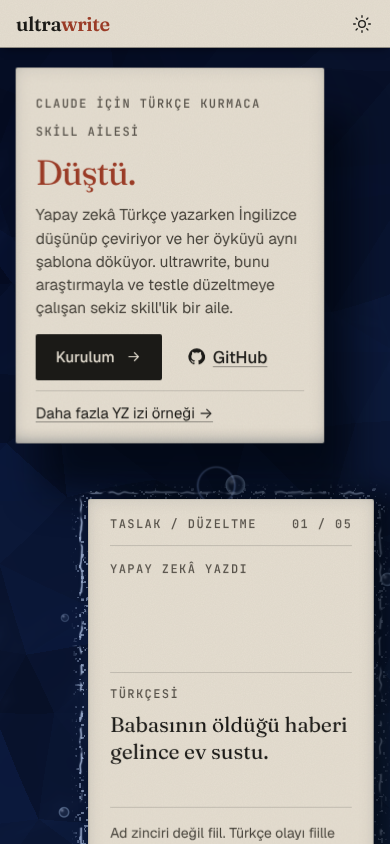 ultrawrite
CLAUDE İÇİN TÜRKÇE KURMACA
SKİLL AİLESİ
Düştü.
Yapay zekâ Türkçe yazarken İngilizce
düşünüp çeviriyor ve her öyküyü aynı
şablona döküyor. ultrawrite, bunu
araştırmayla ve testle düzeltmeye
çalışan sekiz skill'lik bir aile.
Kurulum →
GitHub
Daha fazla YZ izi örneği →
TASLAK / DÜZELTME 01 / 05
YAPAY ZEKÂ YAZDI
TÜRKÇESİ
Babasının öldüğü haberi
gelince ev sustu.
Ad zinciri değil fiil. Türkçe olayı fiille